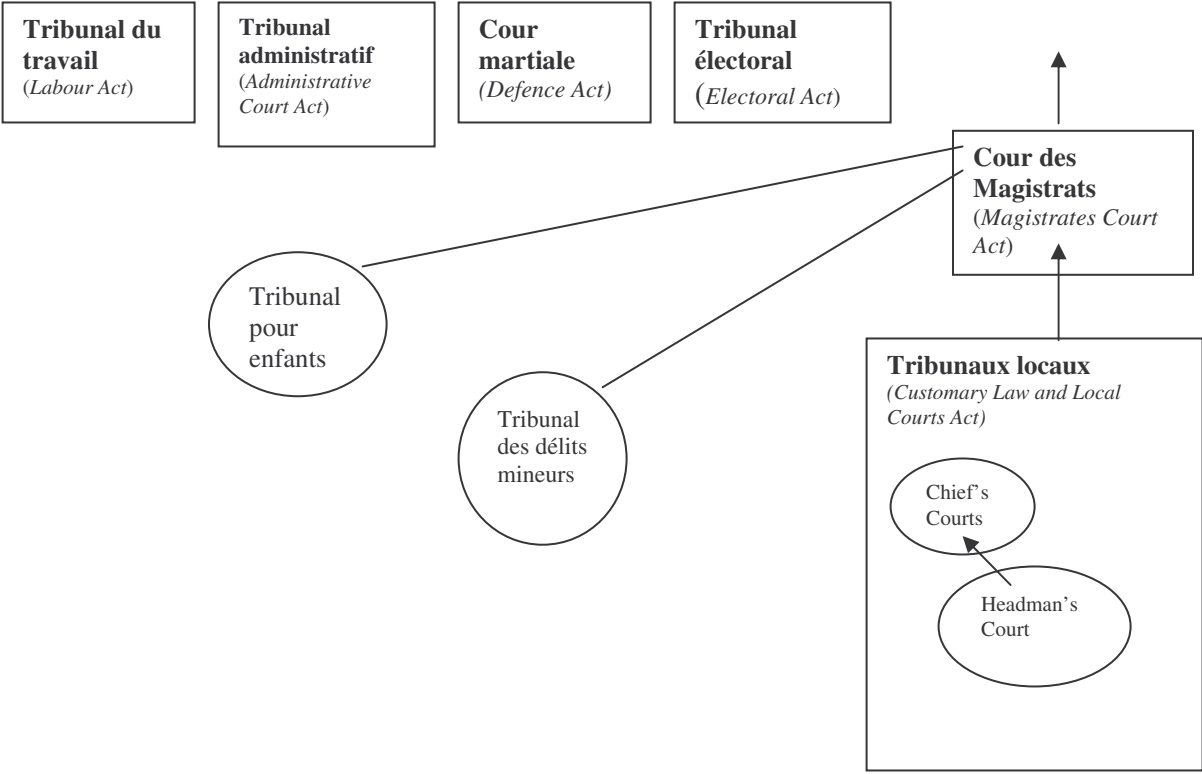 Tribunal du
travail
(Labour Act)
Tribunal
administratif
(Administrative
Court Act)
Cour
martiale
(Defence Act)
Tribunal
électoral
(Electoral Act)
Cour des
Magistrats
(Magistrates Court
Act)
Tribunal
pour
enfants
Tribunal
des délits
mineurs
Tribunaux locaux
(Customary Law and Local
Courts Act)
Chief’s
Courts
Headman’s
Court